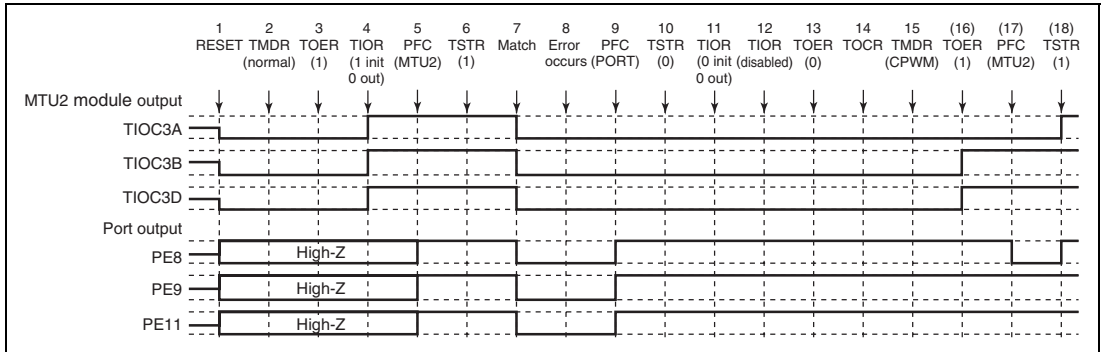 1 2 3 4 5 6 7 8 9 10 11 12 13 14 15 (16) (17) (18)
RESET TMDR TOER TIOR PFC TSTR Match Error PFC TSTR TIOR TIOR TOER TOCR TMDR TOER PFC TSTR
(normal) (1) (1 init (MTU2) (1) occurs (PORT) (0) (0 init (disabled) (0) (CPWM) (1) (MTU2) (1)
0 out) 0 out)
MTU2 module output
TIOC3A
TIOC3B
TIOC3D
Port output
PE8 High-Z
PE9 High-Z
PE11 High-Z